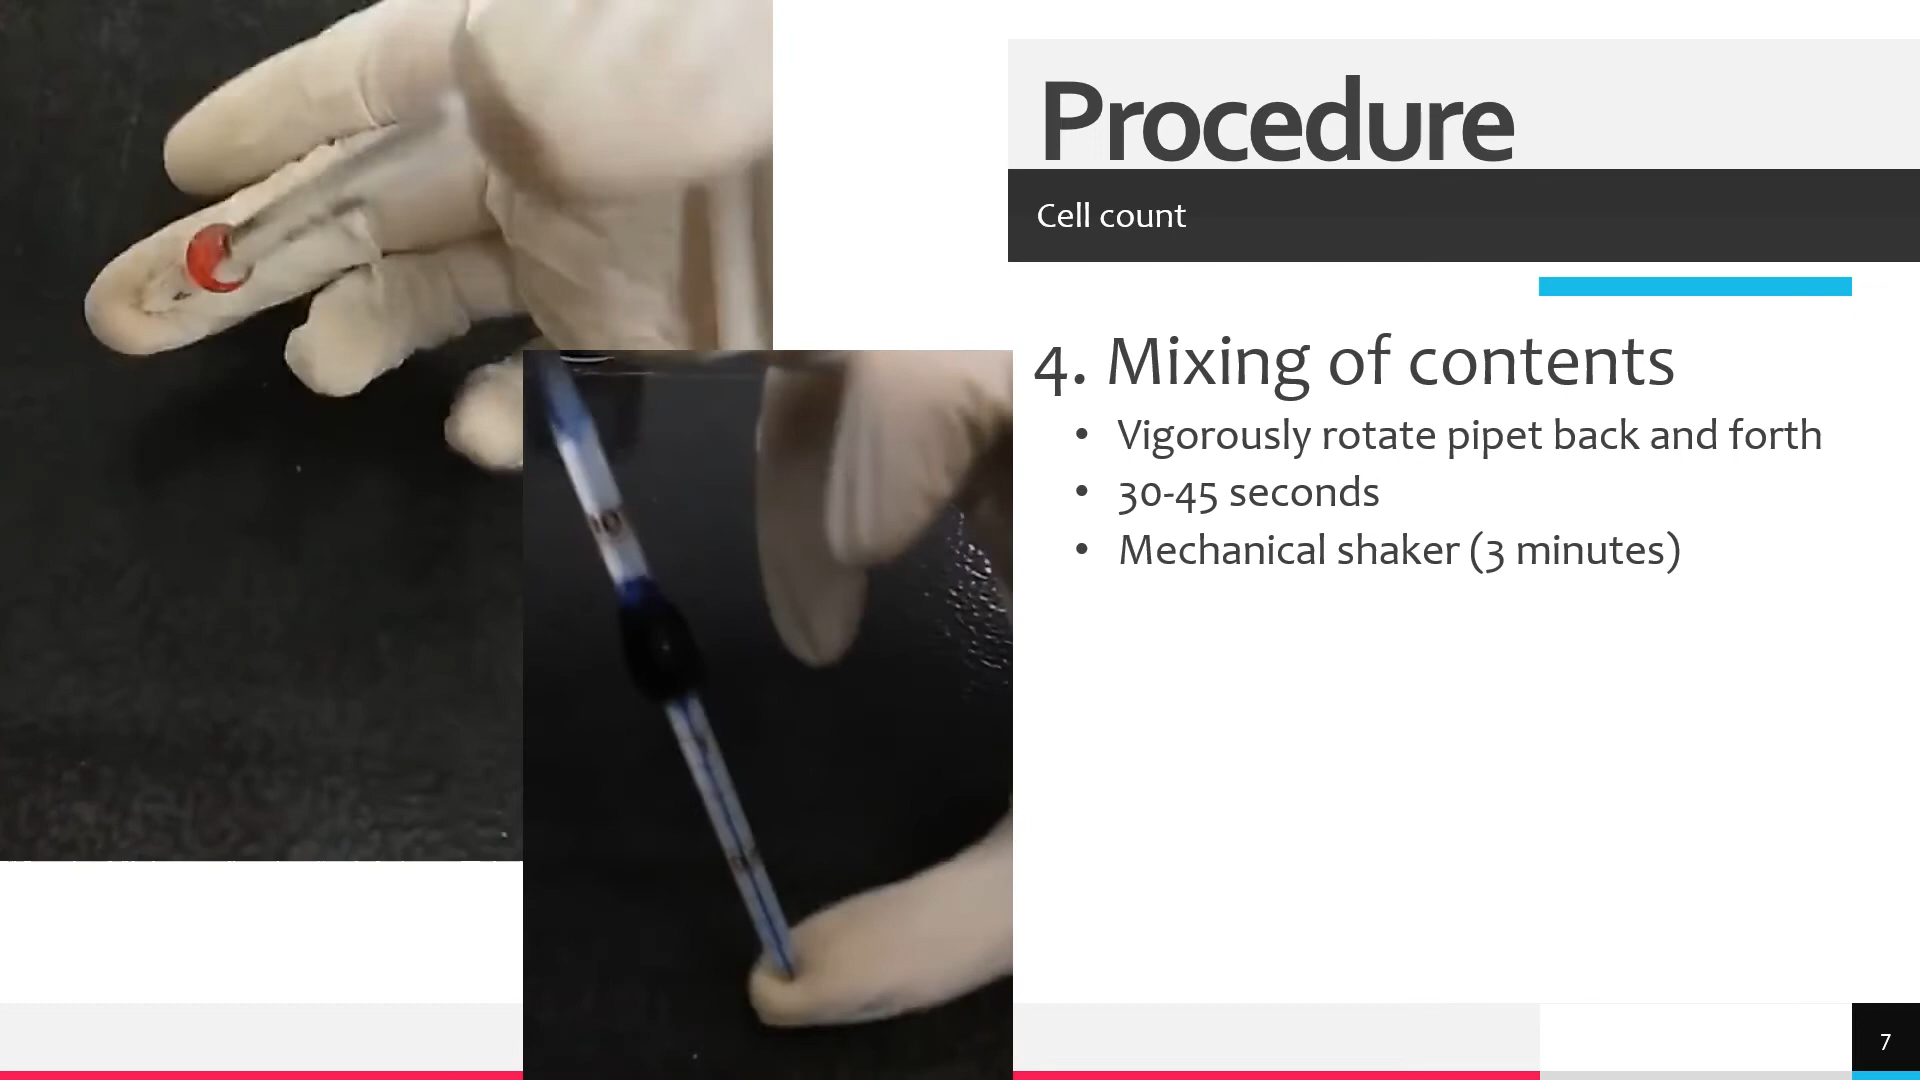 Procedure
Cell count
4. Mixing of contents
• Vigorously rotate pipet back and forth
• 30-45 seconds
• Mechanical shaker (3 minutes)
7